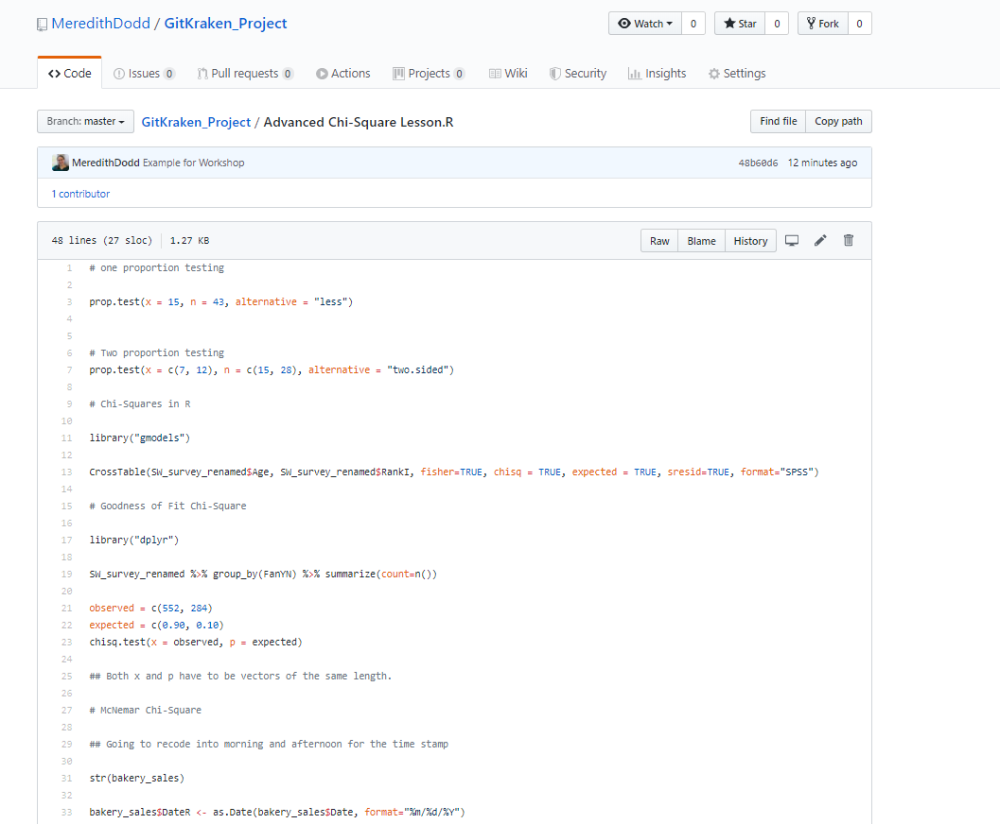 MeredithDodd / GitKraken_Project
Watch 0 Star 0 Fork 0
Code Issues 0 Pull requests 0 Actions Projects 0 Wiki Security Insights Settings
Branch: master GitKraken_Project / Advanced Chi-Square Lesson.R Find file Copy path
MeredithDodd Example for Workshop 48b60d6 12 minutes ago
1 contributor
48 lines (27 sloc) 1.27 KB Raw Blame History
1 # one proportion testing
2
3 prop.test(x = 15, n = 43, alternative = "less")
4
5
6 # Two proportion testing
7 prop.test(x = c(7, 12), n = c(15, 28), alternative = "two.sided")
8
9 # Chi-Squares in R
10
11 library("gmodels")
12
13 CrossTable(SW_survey_renamed$Age, SW_survey_renamed$RankI, fisher=TRUE, chisq = TRUE, expected = TRUE, sresid=TRUE, format="SPSS")
14
15 # Goodness of Fit Chi-Square
16
17 library("dplyr")
18
19 SW_survey_renamed %>% group_by(FanYN) %>% summarize(count=n())
20
21 observed = c(552, 284)
22 expected = c(0.90, 0.10)
23 chisq.test(x = observed, p = expected)
24
25 ## Both x and p have to be vectors of the same length.
26
27 # McNemar Chi-Square
28
29 ## Going to recode into morning and afternoon for the time stamp
30
31 str(bakery_sales)
32
33 bakery_sales$DateR <- as.Date(bakery_sales$Date, format="%m/%d/%Y")